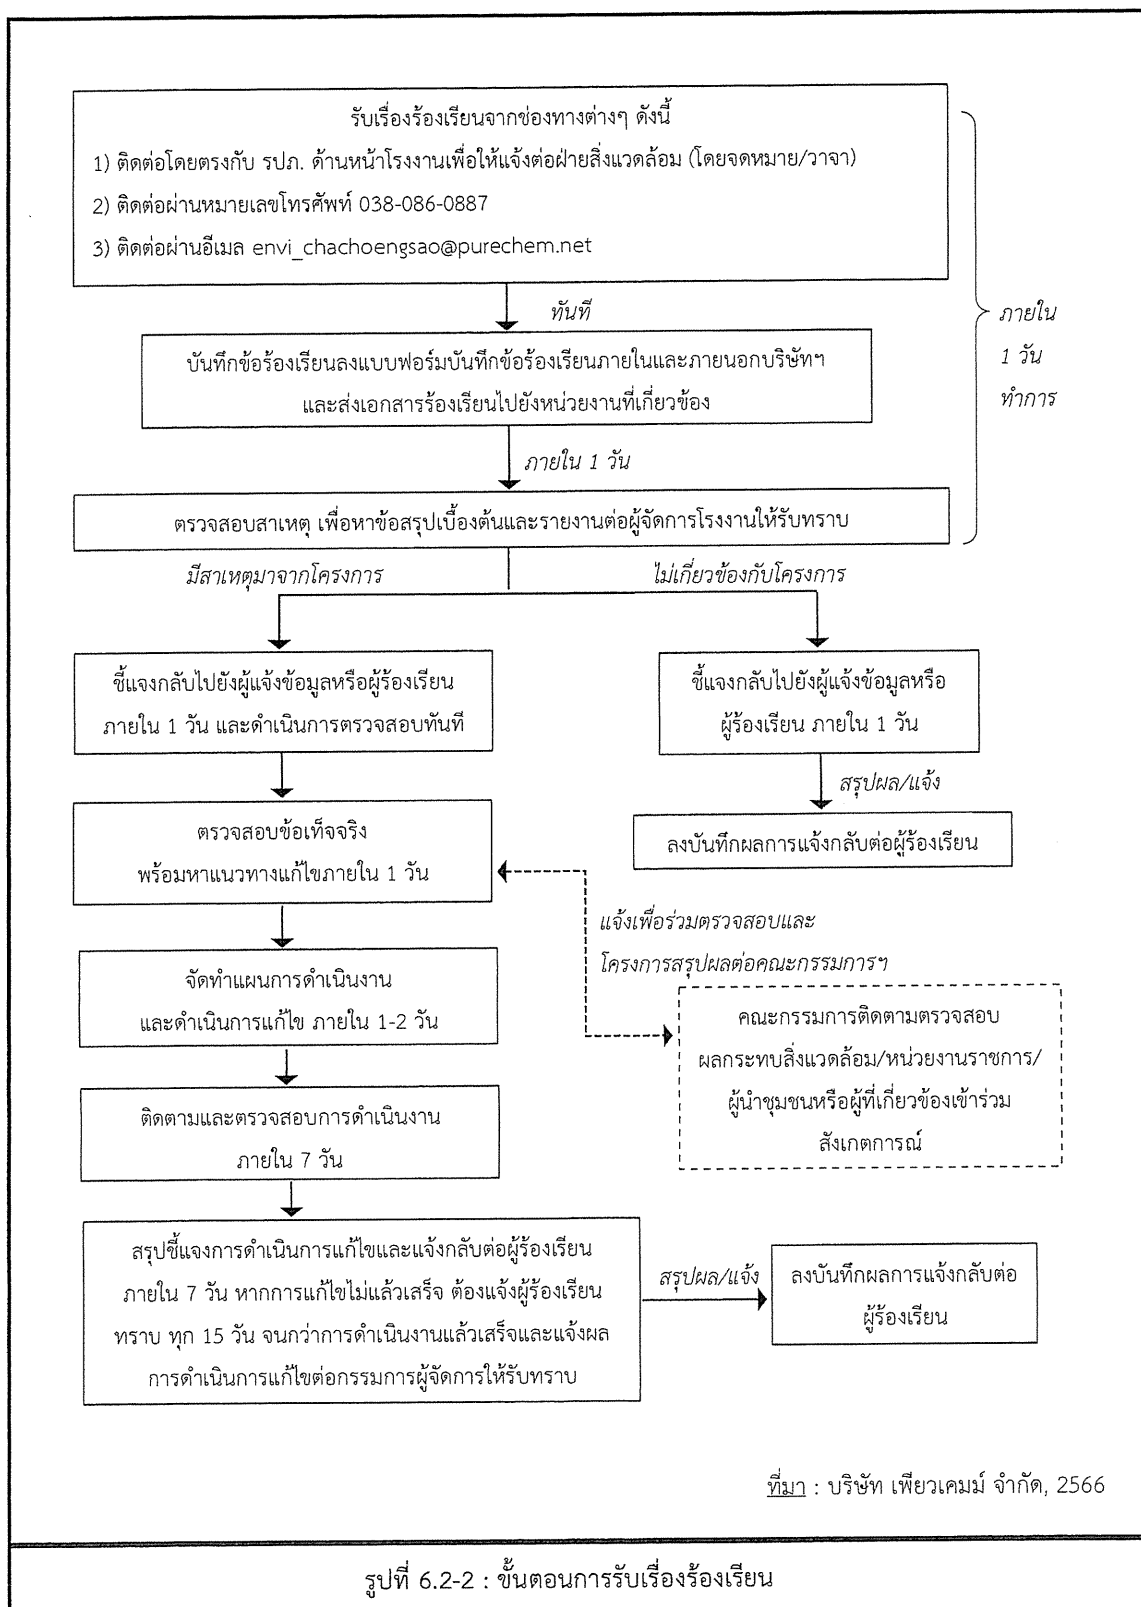 รับเรื่องร้องเรียนจากช่องทางต่างๆ ดังนี้
1) ติดต่อโดยตรงกับ รปภ. ด้านหน้าโรงงานเพื่อให้แจ้งต่อฝ่ายสิ่งแวดล้อม (โดยจดหมาย/วาจา)
2) ติดต่อผ่านหมายเลขโทรศัพท์ 038-086-0887
3) ติดต่อผ่านอีเมล envi_chachoengsao@purechem.net
ทันที
ภายใน
1 วัน
ทำการ
บันทึกข้อร้องเรียนลงแบบฟอร์มบันทึกข้อร้องเรียนภายในและภายนอกบริษัทฯ
และส่งเอกสารร้องเรียนไปยังหน่วยงานที่เกี่ยวข้อง
ภายใน 1 วัน
ตรวจสอบสาเหตุ เพื่อหาข้อสรุปเบื้องต้นและรายงานต่อผู้จัดการโรงงานให้รับทราบ
มีสาเหตุมาจากโครงการ
ไม่เกี่ยวข้องกับโครงการ
ชี้แจงกลับไปยังผู้แจ้งข้อมูลหรือผู้ร้องเรียน
ภายใน 1 วัน และดำเนินการตรวจสอบทันที
ชี้แจงกลับไปยังผู้แจ้งข้อมูลหรือ
ผู้ร้องเรียน ภายใน 1 วัน
สรุปผล/แจ้ง
ลงบันทึกผลการแจ้งกลับต่อผู้ร้องเรียน
ตรวจสอบข้อเท็จจริง
พร้อมหาแนวทางแก้ไขภายใน 1 วัน
แจ้งเพื่อร่วมตรวจสอบและ
โครงการสรุปผลต่อคณะกรรมการฯ
จัดทำแผนการดำเนินงาน
และดำเนินการแก้ไข ภายใน 1-2 วัน
คณะกรรมการติดตามตรวจสอบ
ผลกระทบสิ่งแวดล้อม/หน่วยงานราชการ/
ผู้นำชุมชนหรือผู้ที่เกี่ยวข้องเข้าร่วม
สังเกตการณ์
ติดตามและตรวจสอบการดำเนินงาน
ภายใน 7 วัน
สรุปชี้แจงการดำเนินการแก้ไขและแจ้งกลับต่อผู้ร้องเรียน
ภายใน 7 วัน หากการแก้ไขไม่แล้วเสร็จ ต้องแจ้งผู้ร้องเรียน
ทราบ ทุก 15 วัน จนกว่าการดำเนินงานแล้วเสร็จและแจ้งผล
การดำเนินการแก้ไขต่อกรรมการผู้จัดการให้รับทราบ
สรุปผล/แจ้ง
ลงบันทึกผลการแจ้งกลับต่อ
ผู้ร้องเรียน
ที่มา : บริษัท เพียวเคมม์ จำกัด, 2566
รูปที่ 6.2-2 : ขั้นตอนการรับเรื่องร้องเรียน